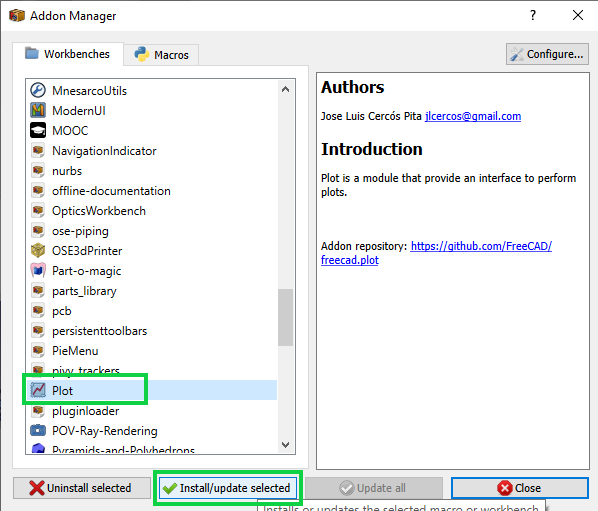 Addon Manager
?
Workbenches
Macros
Configure...
MnesarcoUtils
ModernUI
MOOC
NavigationIndicator
nurbs
offline-documentation
OpticsWorkbench
ose-piping
OSE3dPrinter
Part-o-magic
parts_library
pcb
persistenttoolbars
PieMenu
pivy_trackers
Plot
pluginloader
POV-Ray-Rendering
Pyramids-and-Polyhedrons
Authors
Jose Luis Cercós Pita jlcercos@gmail.com
Introduction
Plot is a module that provide an interface to perform
plots.
Addon repository: https://github.com/FreeCAD/
freecad.plot
Uninstall selected
Install/update selected
Update all
Close
Installs or updates the selected macro or workbench